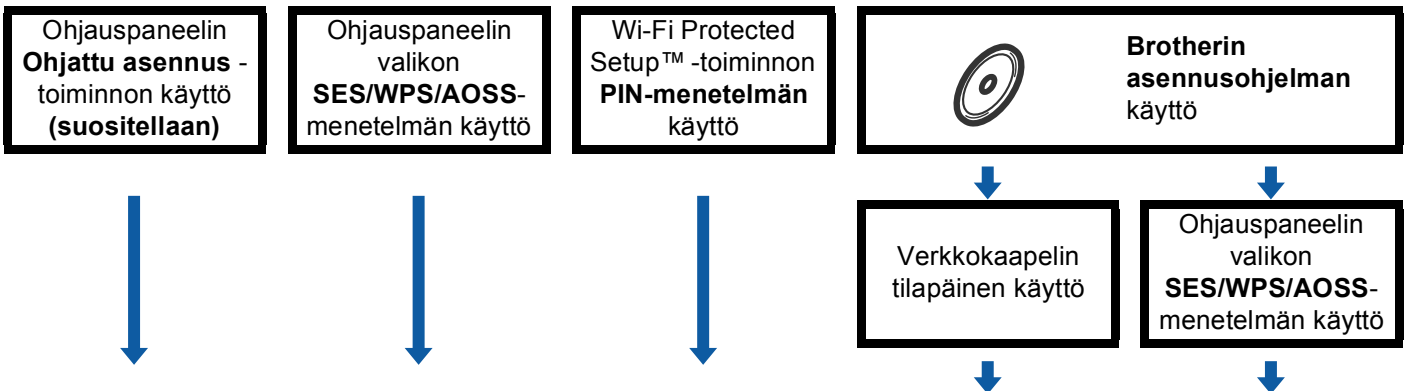 Ohjauspaneelin
Ohjattu asennus -
toiminnon käyttö
(suositellaan)
Ohjauspaneelin
valikon
SES/WPS/AOSS-
menetelmän käyttö
Wi-Fi Protected
Setup™ -toiminnon
PIN-menetelmän
käyttö
Brotherin
asennusohjelman
käyttö
Verkkokaapelin
tilapäinen käyttö
Ohjauspaneelin
valikon
SES/WPS/AOSS-
menetelmän käyttö